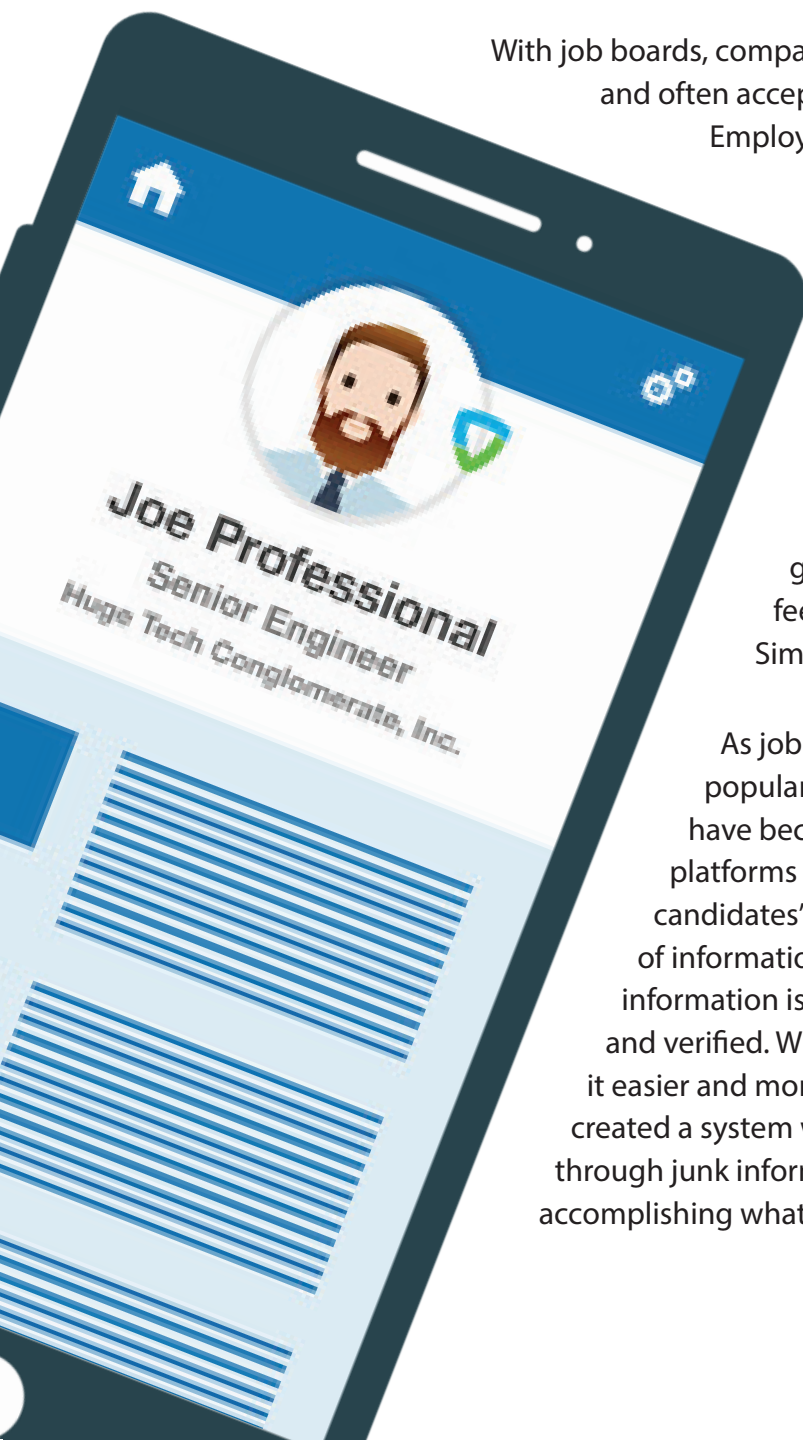 With job boards, compa
and often accep
Employ
Joe Professional
Senior Engineer
Huge Tech Conglomerate, Inc.
g
fee
Sim
As job
popular
have bec
platforms
candidates'
of informatio
information is
and verified. W
it easier and mor
created a system
through junk inform
accomplishing what